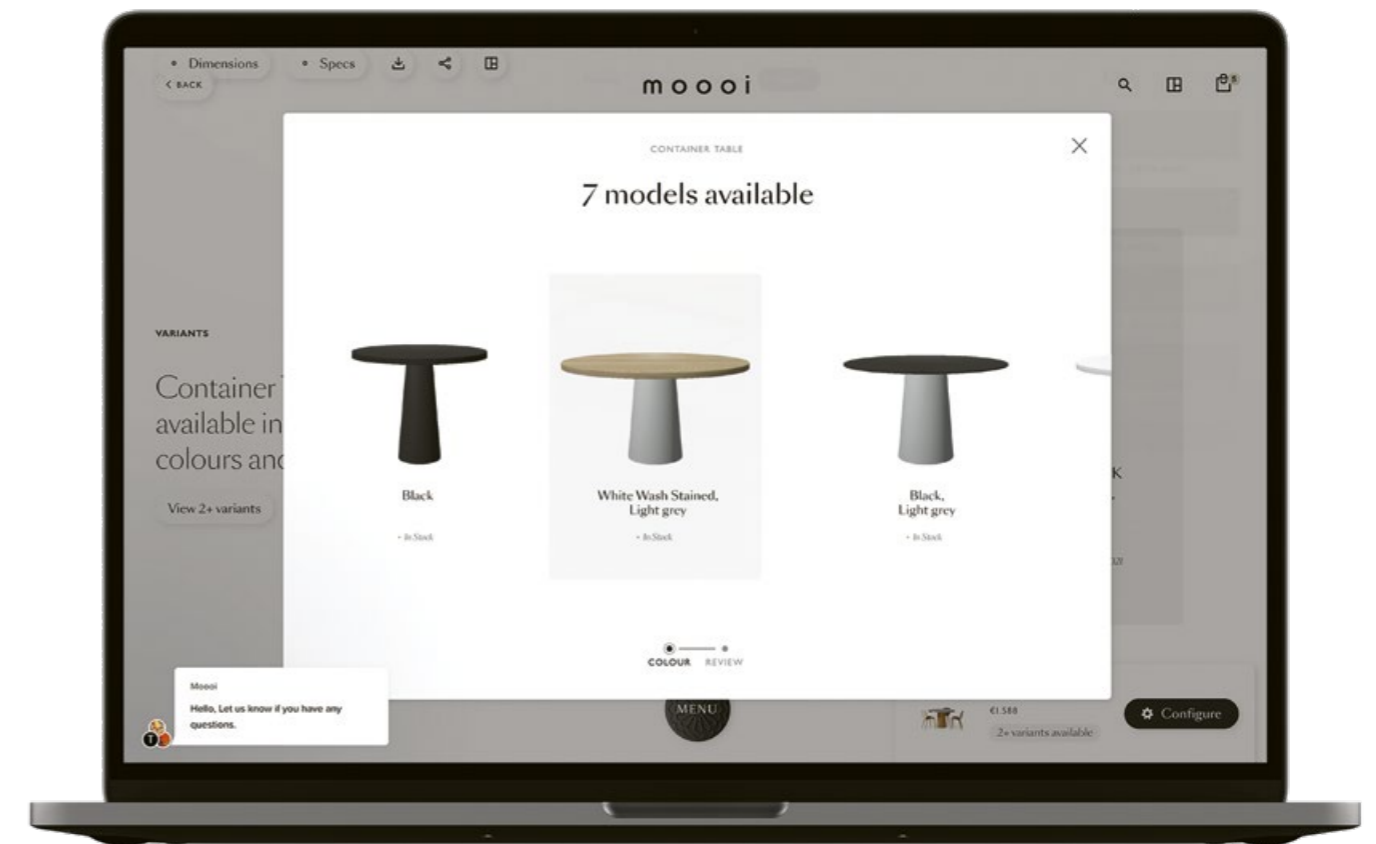 Dimensions
Specs
BACK
moooi
5
CONTAINER TABLE
7 models available
VARIANTS
Container
available in
colours and
View 2+ variants
Black
• In Stock
White Wash Stained,
Light grey
• In Stock
Black,
Light grey
• In Stock
K
COLOUR REVIEW
Moooi
Hello, Let us know if you have any
questions.
T
MENU
€1.588
2+ variants available
Configure